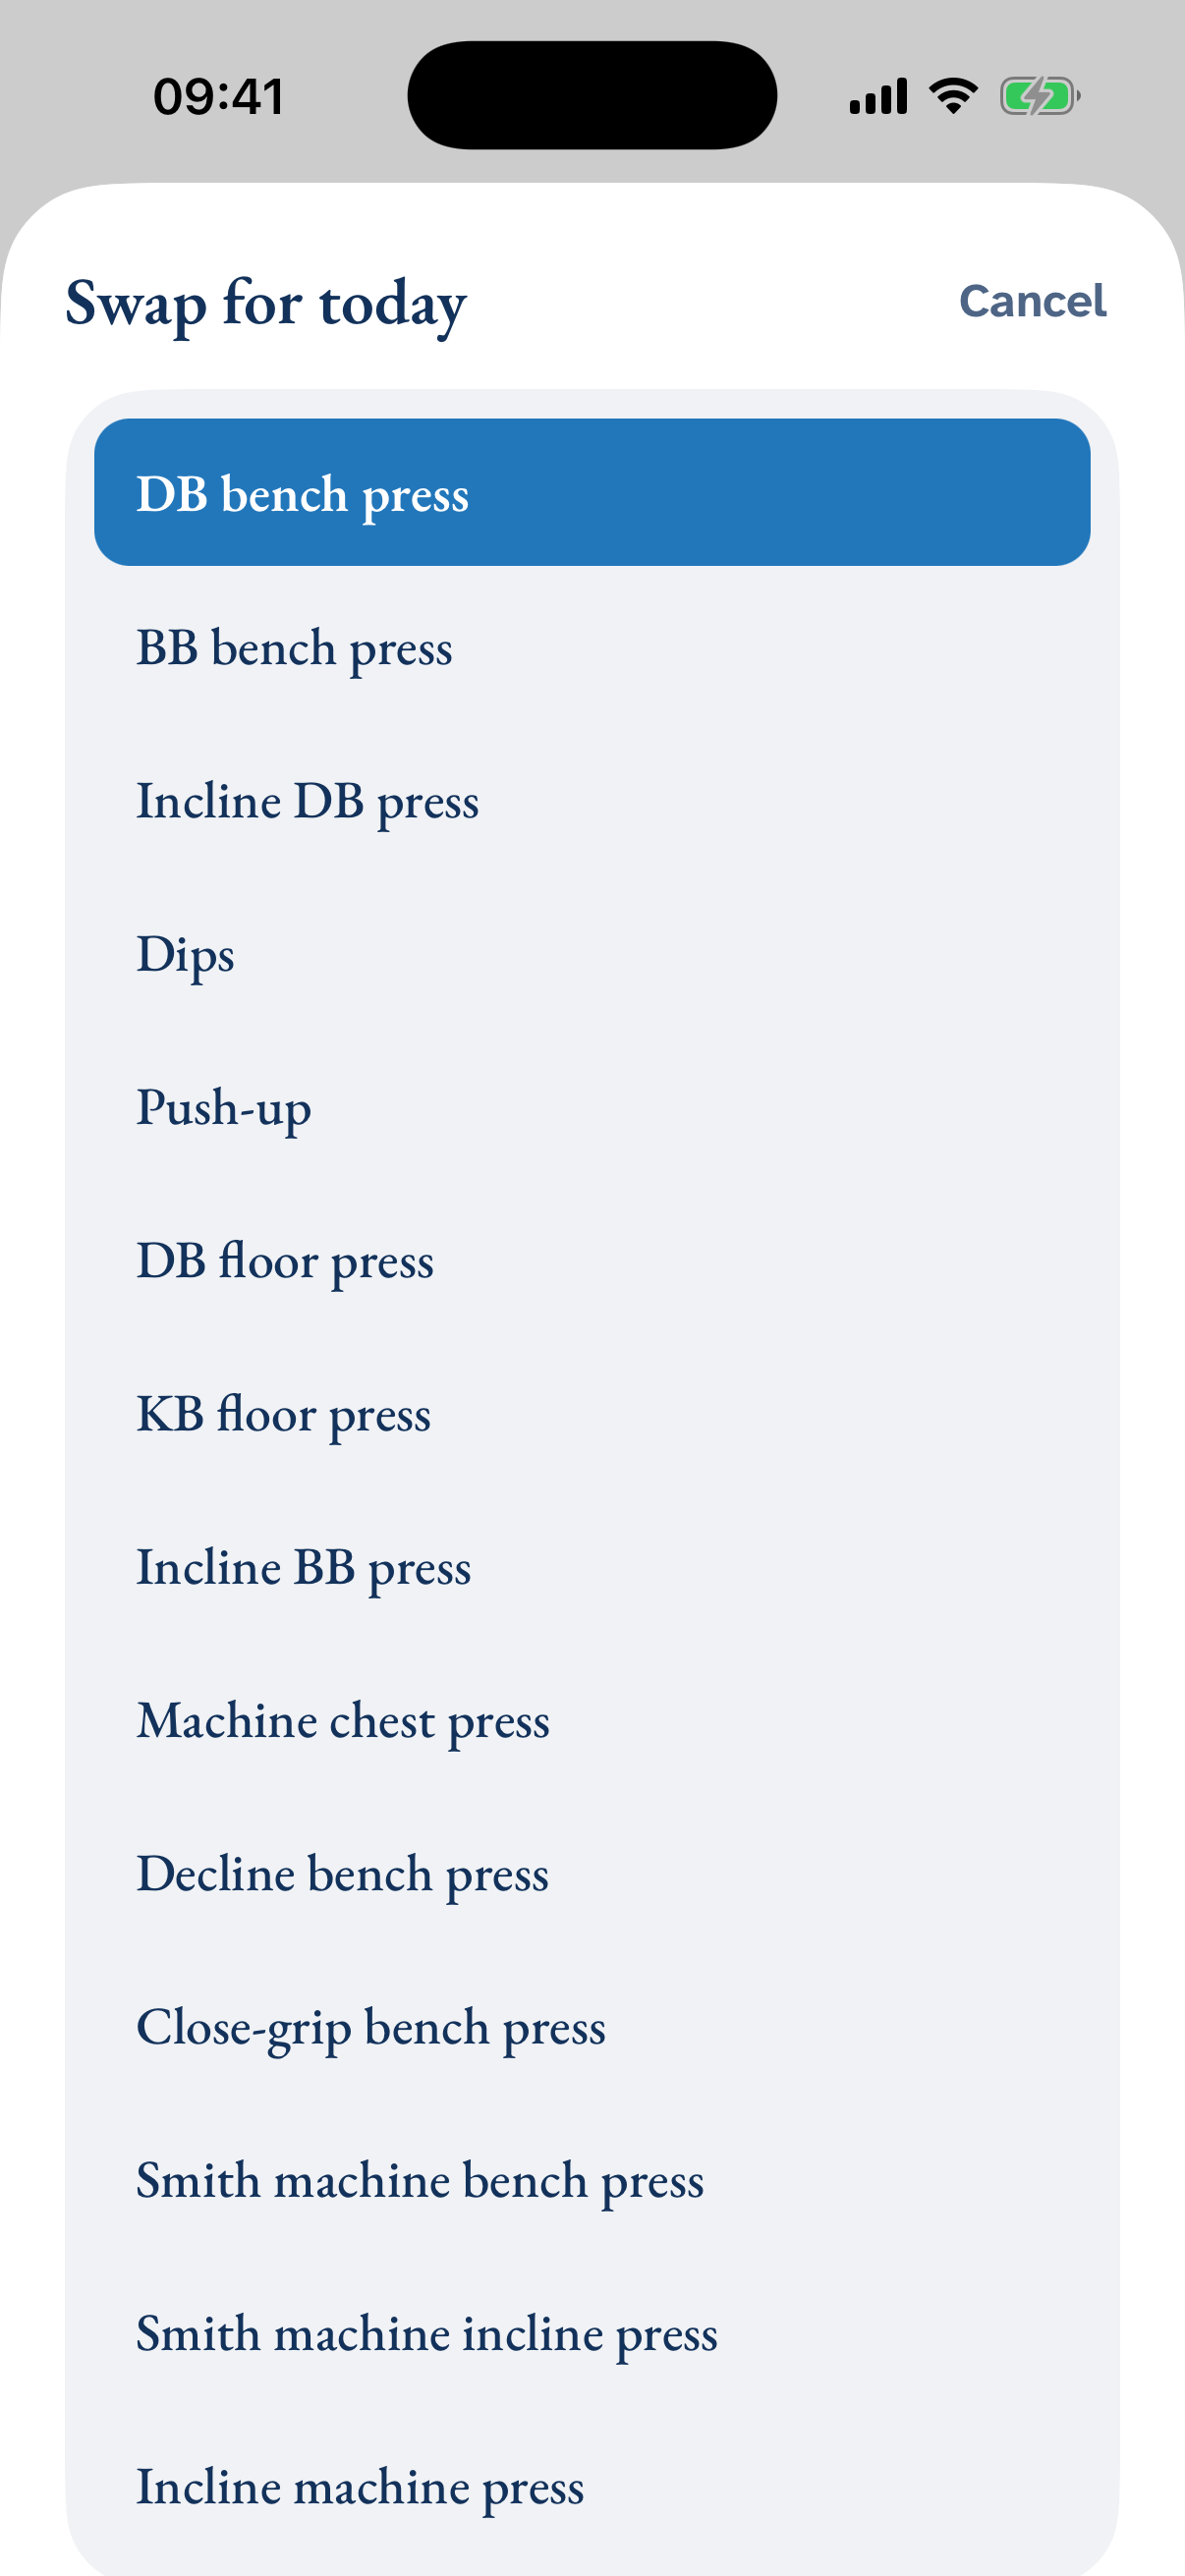 09:41
Swap for today
Cancel
DB bench press
BB bench press
Incline DB press
Dips
Push-up
DB floor press
KB floor press
Incline BB press
Machine chest press
Decline bench press
Close-grip bench press
Smith machine bench press
Smith machine incline press
Incline machine press